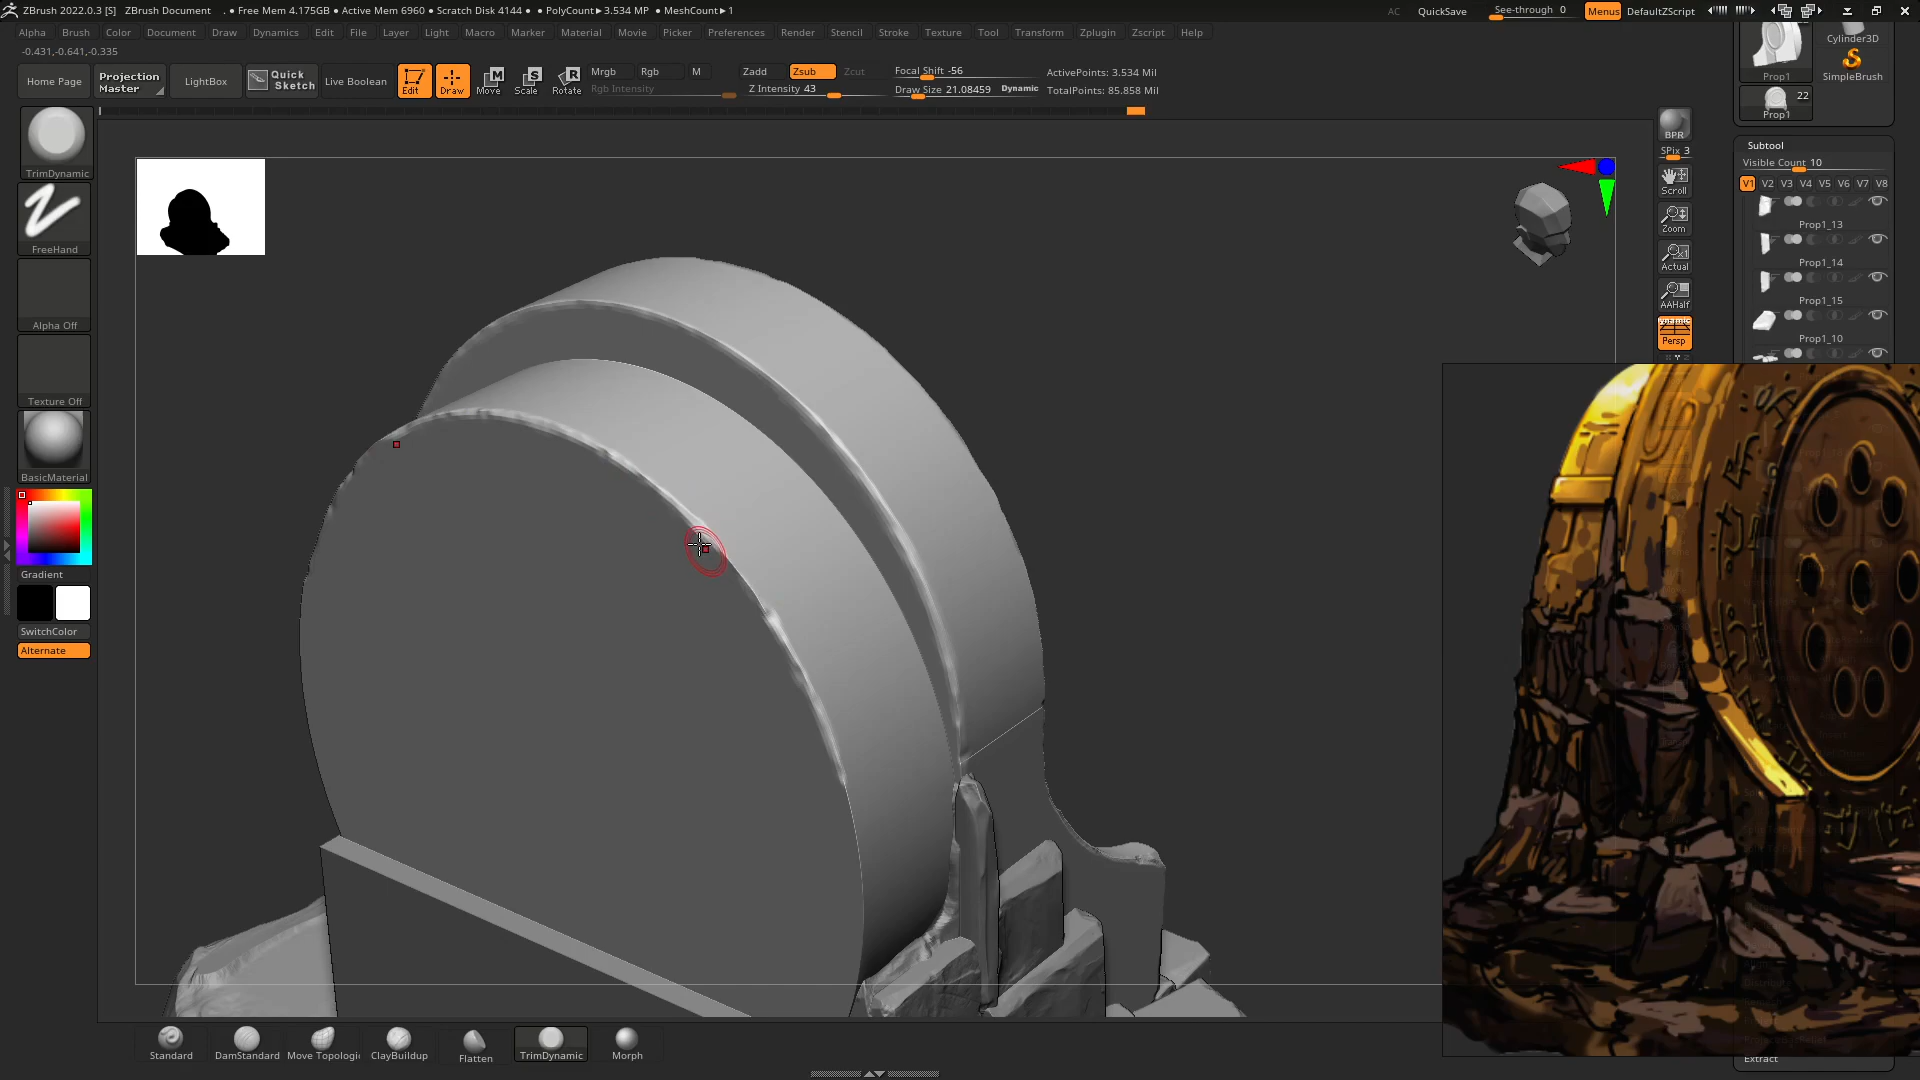 ZBrush 2022.0.3 [S] ZBrush Document . ● Free Mem 4.175GB ● Active Mem 6960 ● Scratch Disk 4144 ● ● PolyCount▸3.534 MP ● MeshCount▸1 AC QuickSave See-through 0 Menus DefaultZScript
Alpha Brush Color Document Draw Dynamics Edit File Layer Light Macro Marker Material Movie Picker Preferences Render Stencil Stroke Texture Tool Transform Zplugin Zscript Help
-0.431,-0.641,-0.335
Home Page
Projection
Master
LightBox
Quick
Sketch
Live Boolean
Edit
Draw
Move
Scale
Rotate
Mrgb Rgb M
Rgb Intensity
Zadd Zsub Zcut
Z Intensity 43
Focal Shift -56
Draw Size 21.08459 Dynamic
ActivePoints: 3.534 Mil
TotalPoints: 85.858 Mil
TrimDynamic
FreeHand
Alpha Off
Texture Off
BasicMaterial
Gradient
SwitchColor
Alternate
BPR
SPix 3
Scroll
Zoom
Actual
AAHalf
Persp
Cylinder3D
Prop1
SimpleBrush
22
Prop1
Subtool
Visible Count 10
V1 V2 V3 V4 V5 V6 V7 V8
Prop1_13
Prop1_14
Prop1_15
Prop1_10
Extract
Standard
DamStandard
Move Topologi
ClayBuildup
Flatten
TrimDynamic
Morph